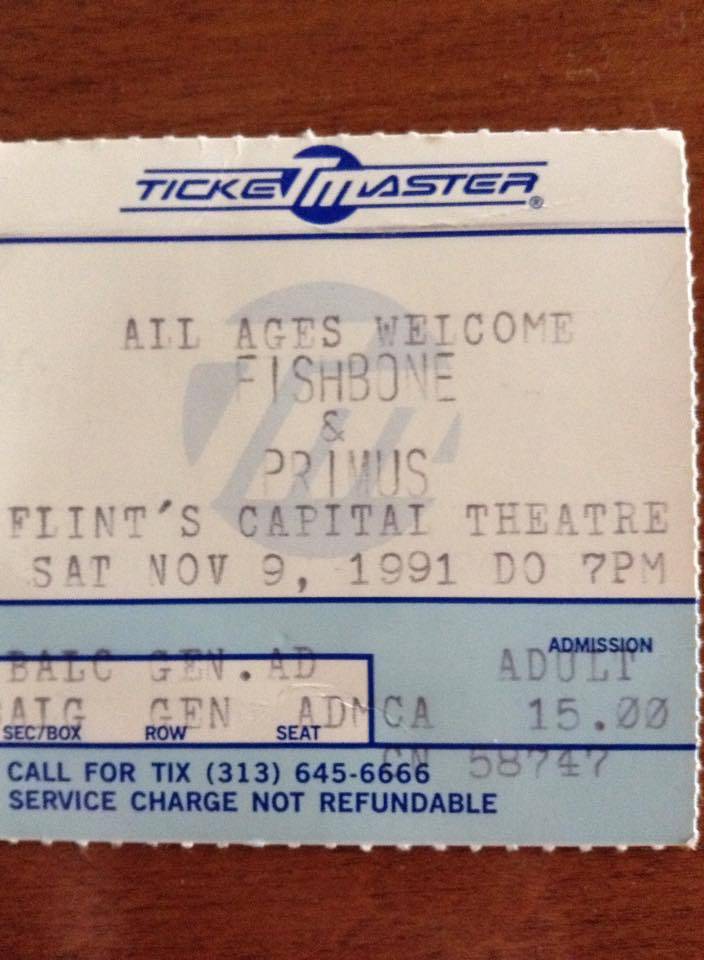 TICKETMASTER®
ALL AGES WELCOME
FISHBONE
&
PRIMUS
FLINT'S CAPITAL THEATRE
SAT NOV 9, 1991 DO 7PM
ADMISSION
BALC GEN.AD ADULT
GEN ADMCA 15.00
SEC/BOX ROW SEAT
CN 58747
CALL FOR TIX (313) 645-6666
SERVICE CHARGE NOT REFUNDABLE